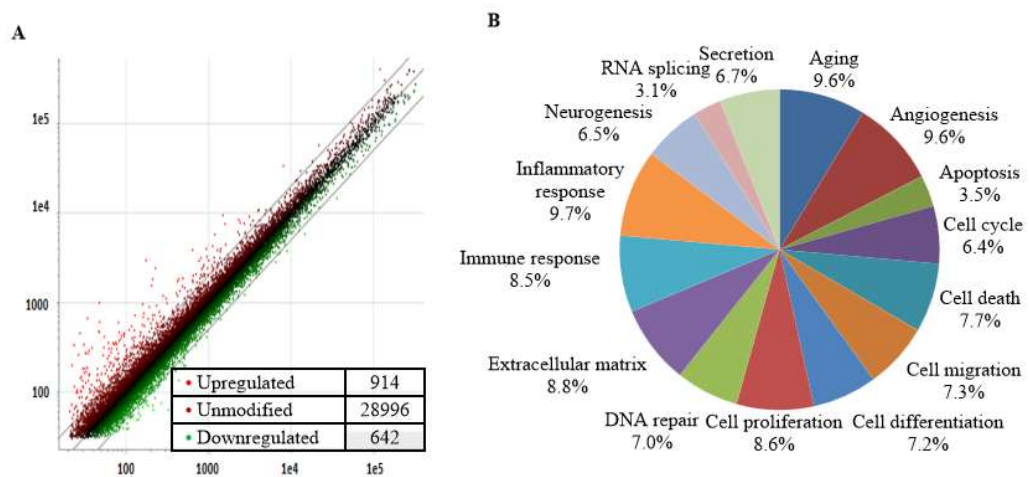 A
1e5
1e4
1000
100
100
1000
1e4
1e5
Upregulated 914
Unmodified 28996
Downregulated 642
B
Aging
9.6%
Angiogenesis
9.6%
Apoptosis
3.5%
Cell cycle
6.4%
Cell death
7.7%
Cell migration
7.3%
Cell differentiation
7.2%
Cell proliferation
8.6%
DNA repair
7.0%
Extracellular matrix
8.8%
Immune response
8.5%
Inflammatory
response
9.7%
Neurogenesis
6.5%
RNA splicing
3.1%
Secretion
6.7%